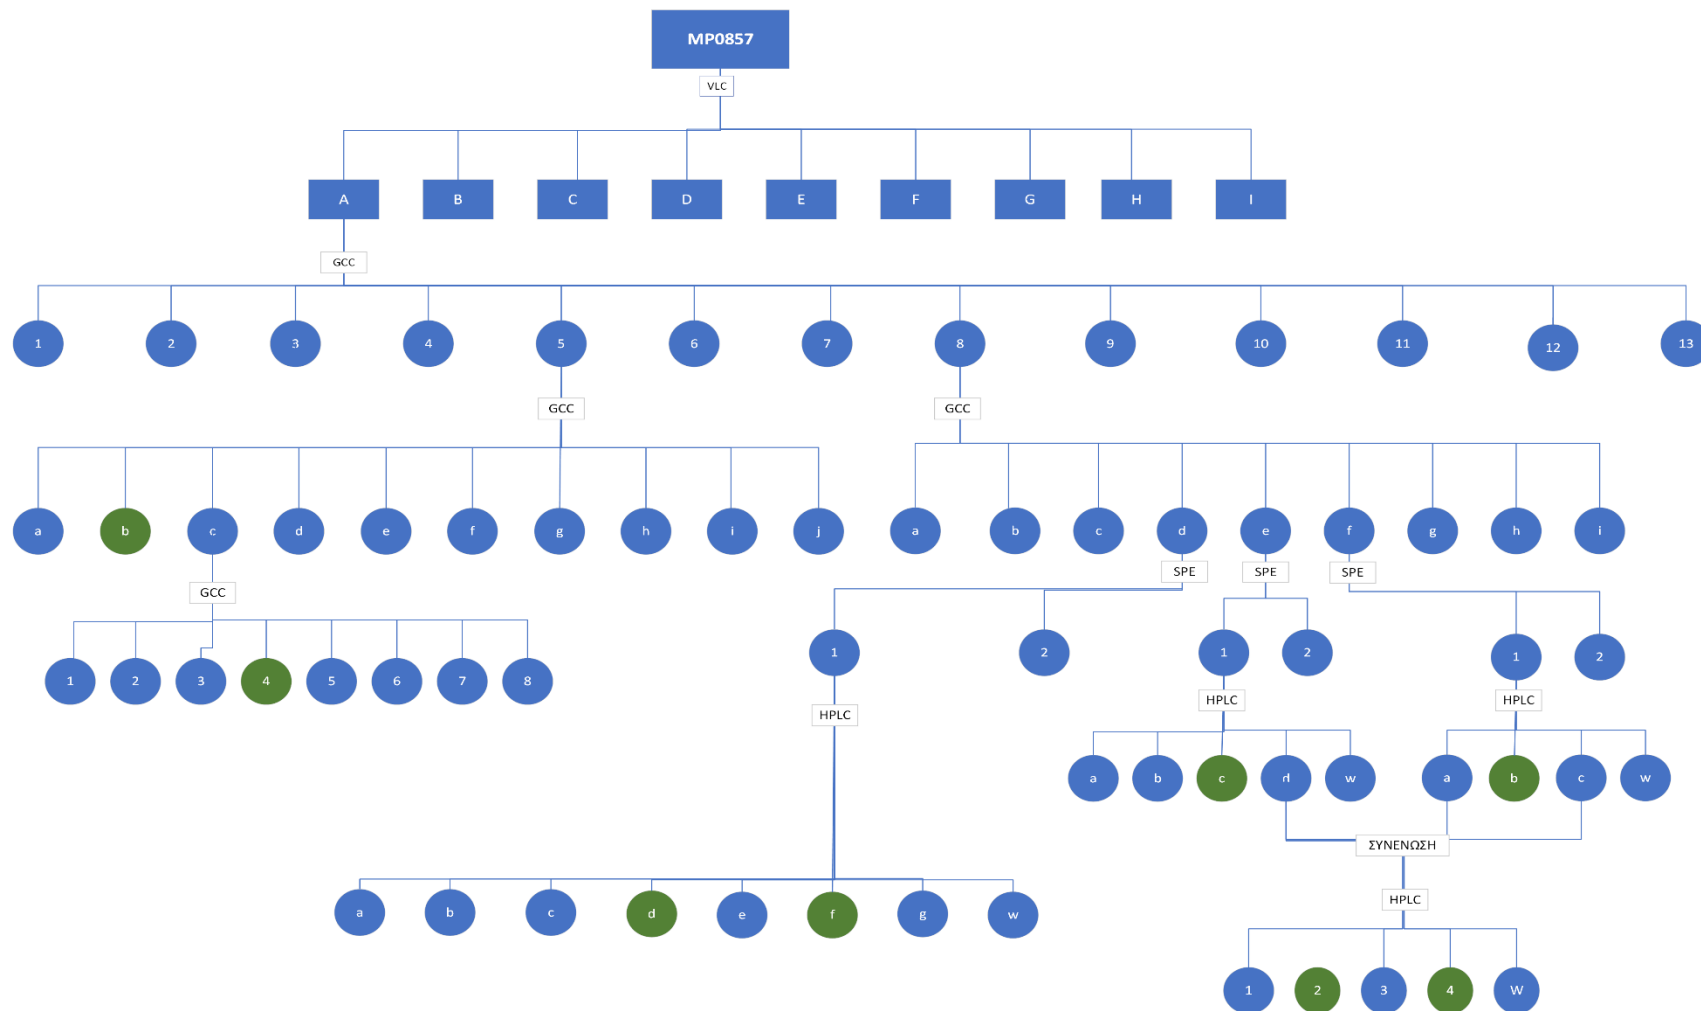 MP0857
VLC
A B C D E F G H I
GCC
1 2 3 4 5 6 7 8 9 10 11 12 13
GCC GCC
a b c d e f g h i j a b c d e f g h i
SPE SPE SPE
GCC
1 2 1 2 1 2
1 2 3 4 5 6 7 8
HPLC HPLC HPLC
a b c d w a b c w
ΣΥΝΕΝΩΣΗ
HPLC
a b c d e f g w
1 2 3 4 W